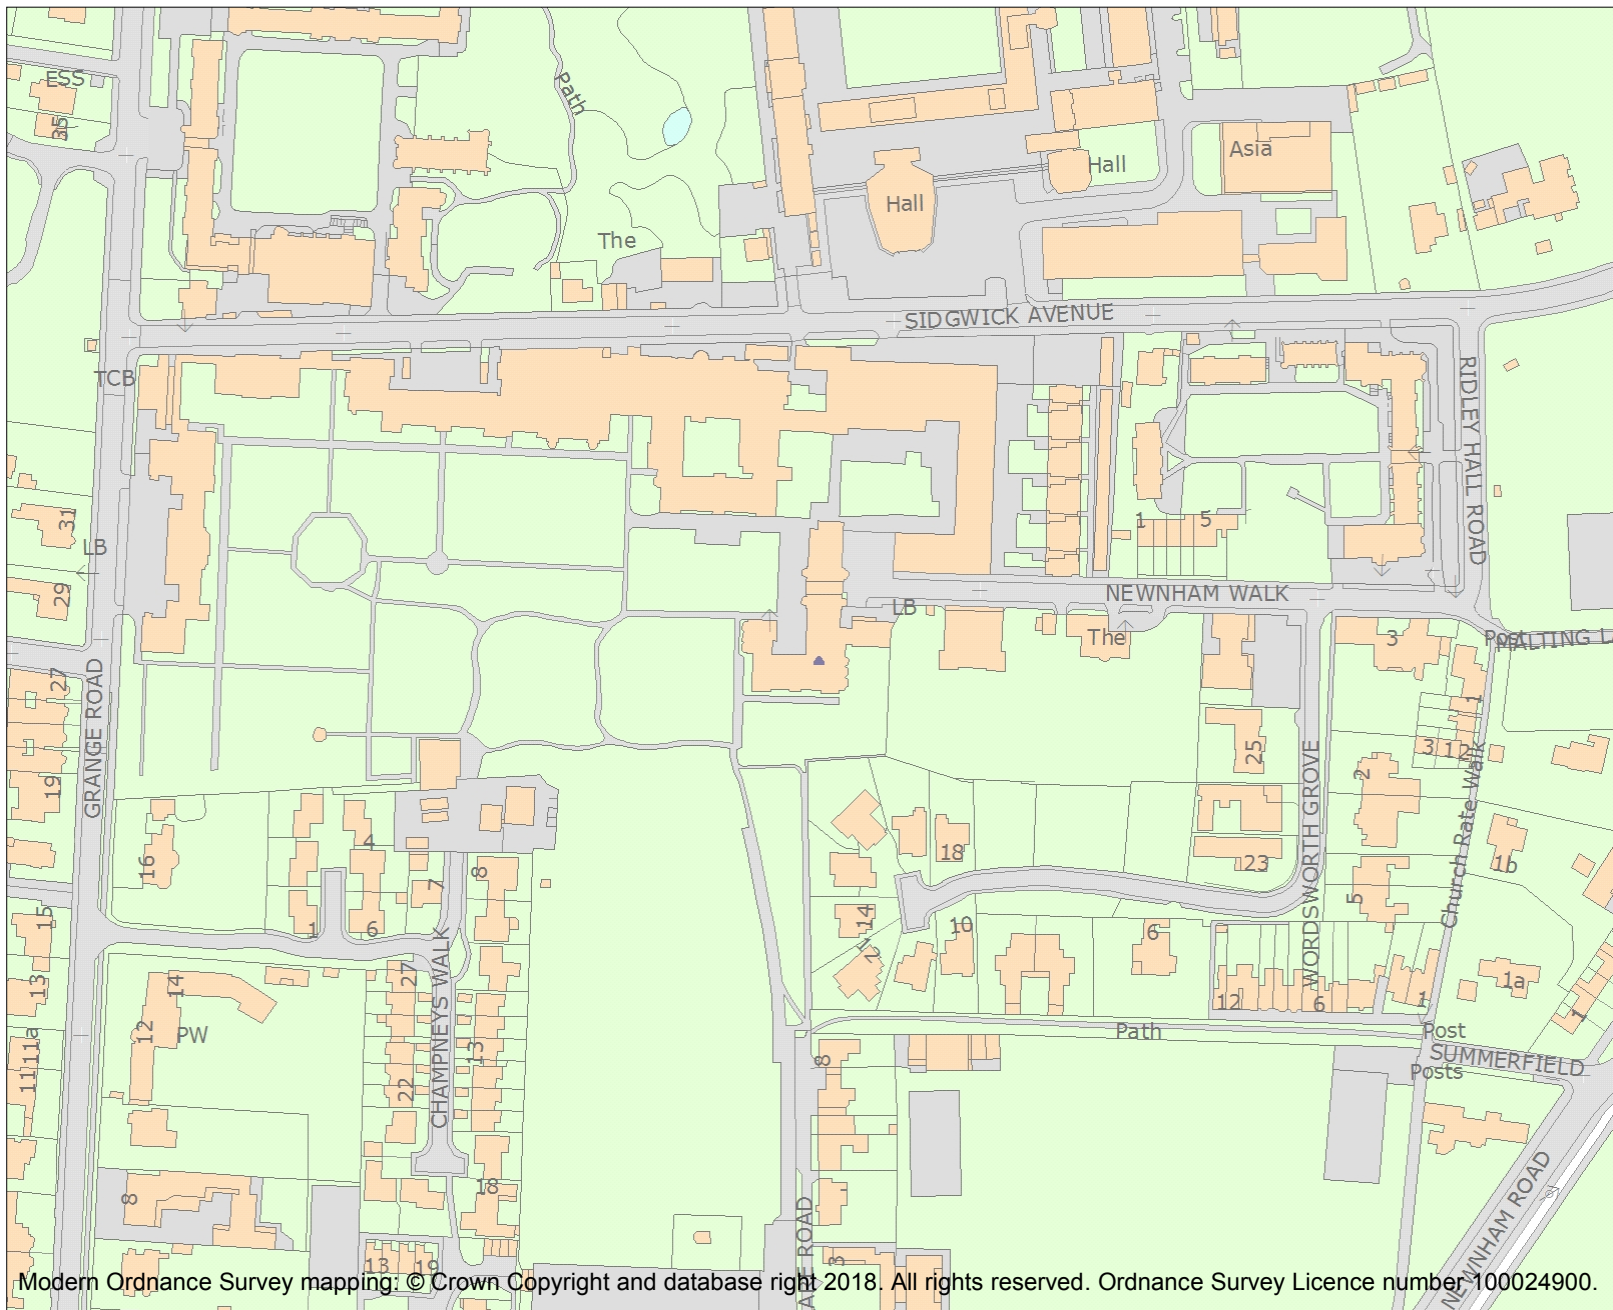 ESS
35
Path
The
Hall
Hall
Asia
SIDGWICK AVENUE
TCB
RIDLEY HALL ROAD
31
LB
29
1
5
NEWNHAM WALK
LB
The
3
Post
MALTING L
27
GRANGE ROAD
19
1
3
1
12
25
2
Church Rate Walk
WORDSWORTH GROVE
16
4
18
23
1b
7
8
5
15
1
6
14
12
10
6
CHAMPNEYS WALK
27
13
14
12
PW
12
6
1
1a
1
Path
Post
SUMMERFIELD
Posts
11
11a
13
22
8
8
18
13
19
ARE ROAD
3
NEWNHAM ROAD
Modern Ordnance Survey mapping: © Crown Copyright and database right 2018. All rights reserved. Ordnance Survey Licence number 100024900.